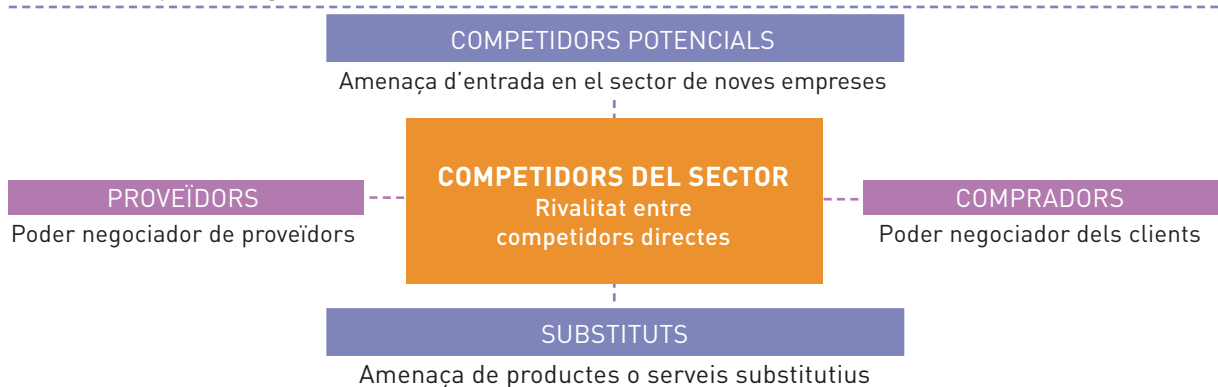 COMPETIDORS POTENCIALS
Amenaça d'entrada en el sector de noves empreses
COMPETIDORS DEL SECTOR
Rivalitat entre
competidors directes
PROVEÏDORS
Poder negociador de proveïdors
COMPRADORS
Poder negociador dels clients
SUBSTITUTS
Amenaça de productes o serveis substitutius